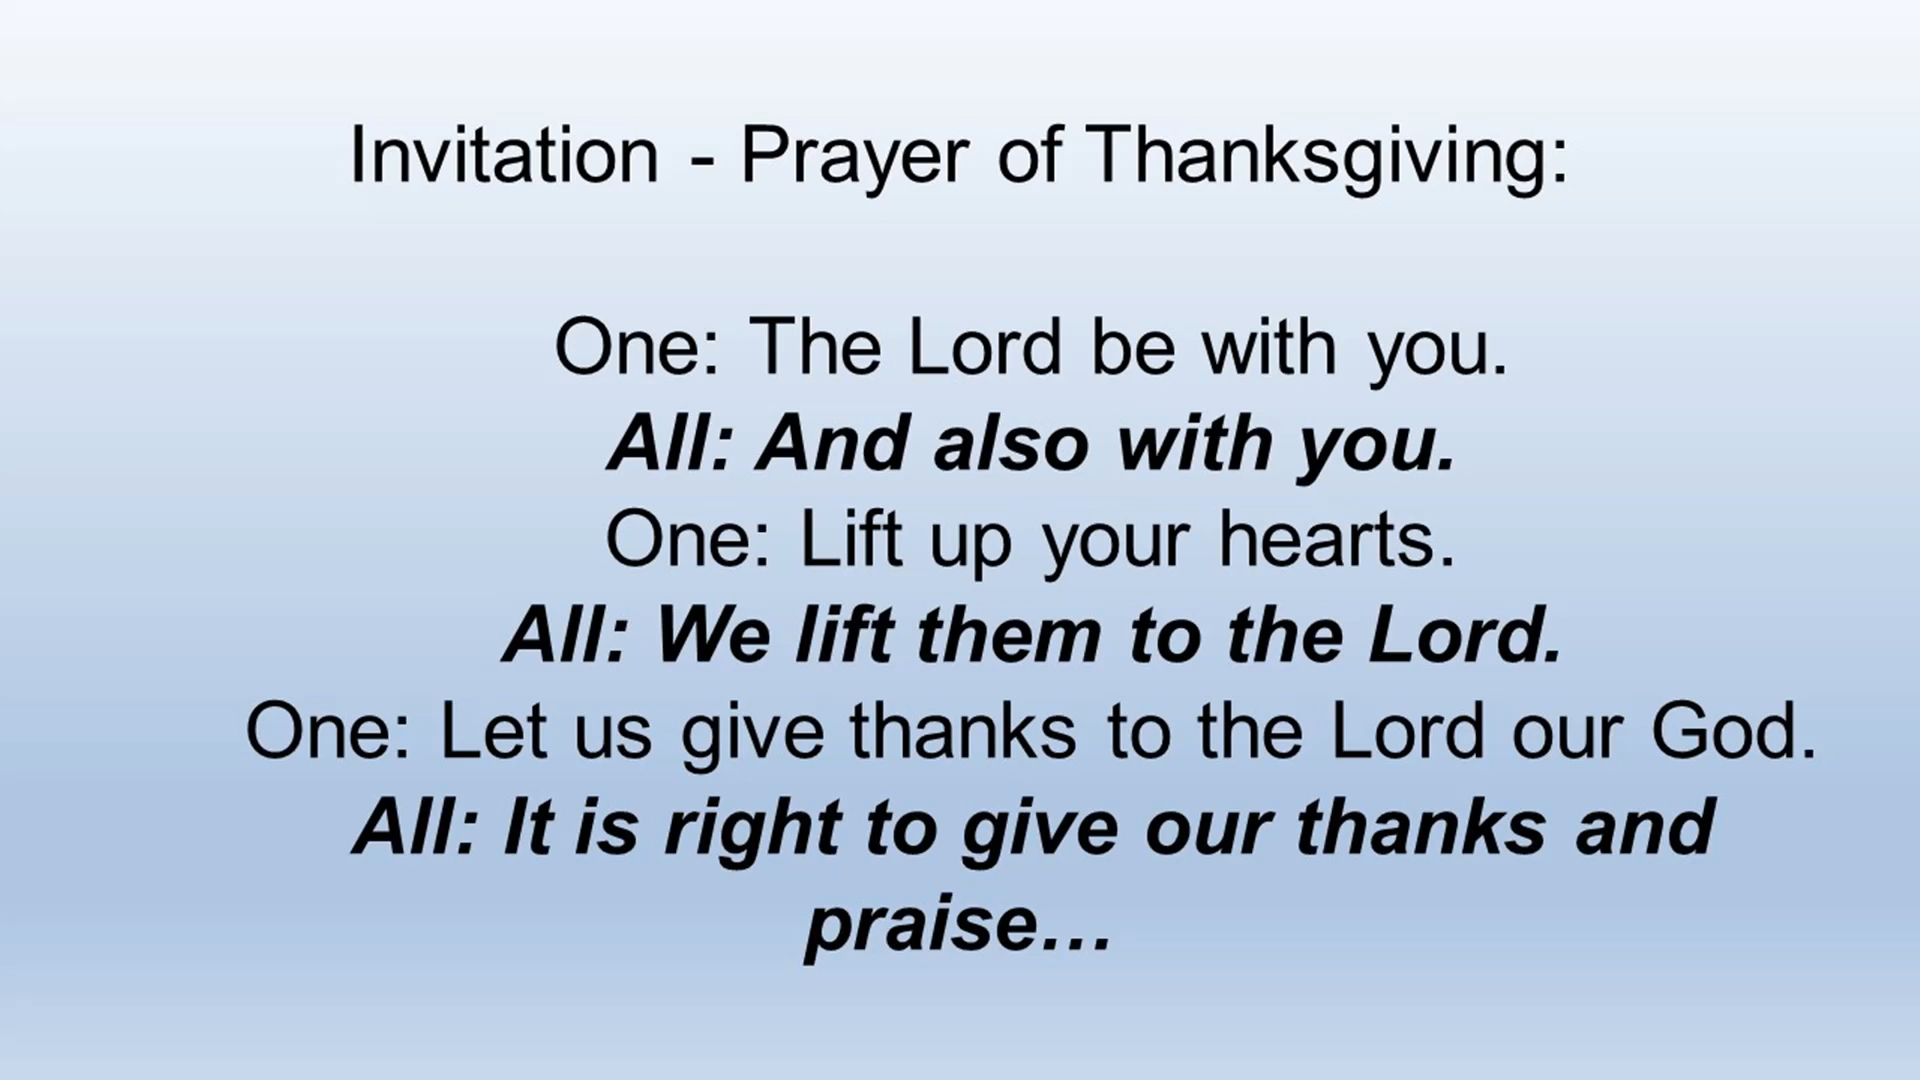 Invitation - Prayer of Thanksgiving:
One: The Lord be with you.
All: And also with you.
One: Lift up your hearts.
All: We lift them to the Lord.
One: Let us give thanks to the Lord our God.
All: It is right to give our thanks and
praise…